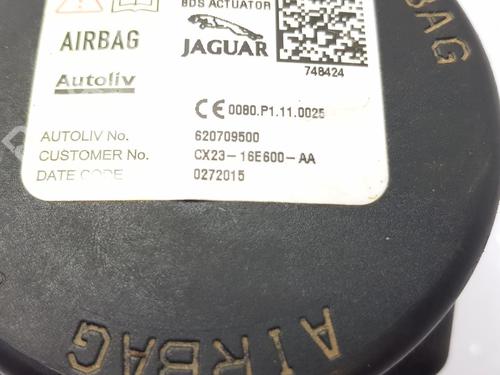 BDS ACTUATOR
AIRBAG
JAGUAR
748424
Autoliv
CE 0080.P1.11.0025
AUTOLIV No. 620709500
CUSTOMER No. CX23-16E600-AA
DATE CODE 0272015
AIRBAG
AIRBAG